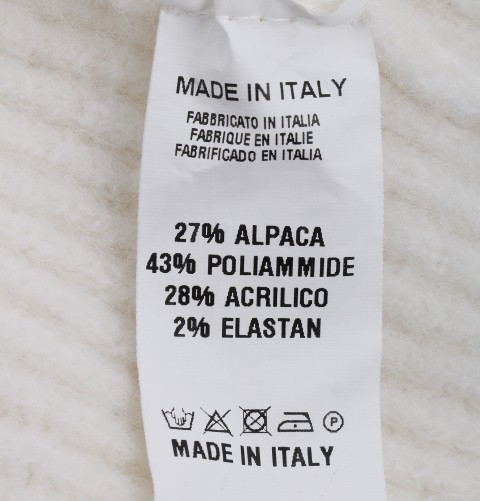 MADE IN ITALY
FABBRICATO IN ITALIA
FABRIQUE EN ITALIE
FABRIFICADO EN ITALIA
27% ALPACA
43% POLIAMMIDE
28% ACRILICO
2% ELASTAN
P
MADE IN ITALY